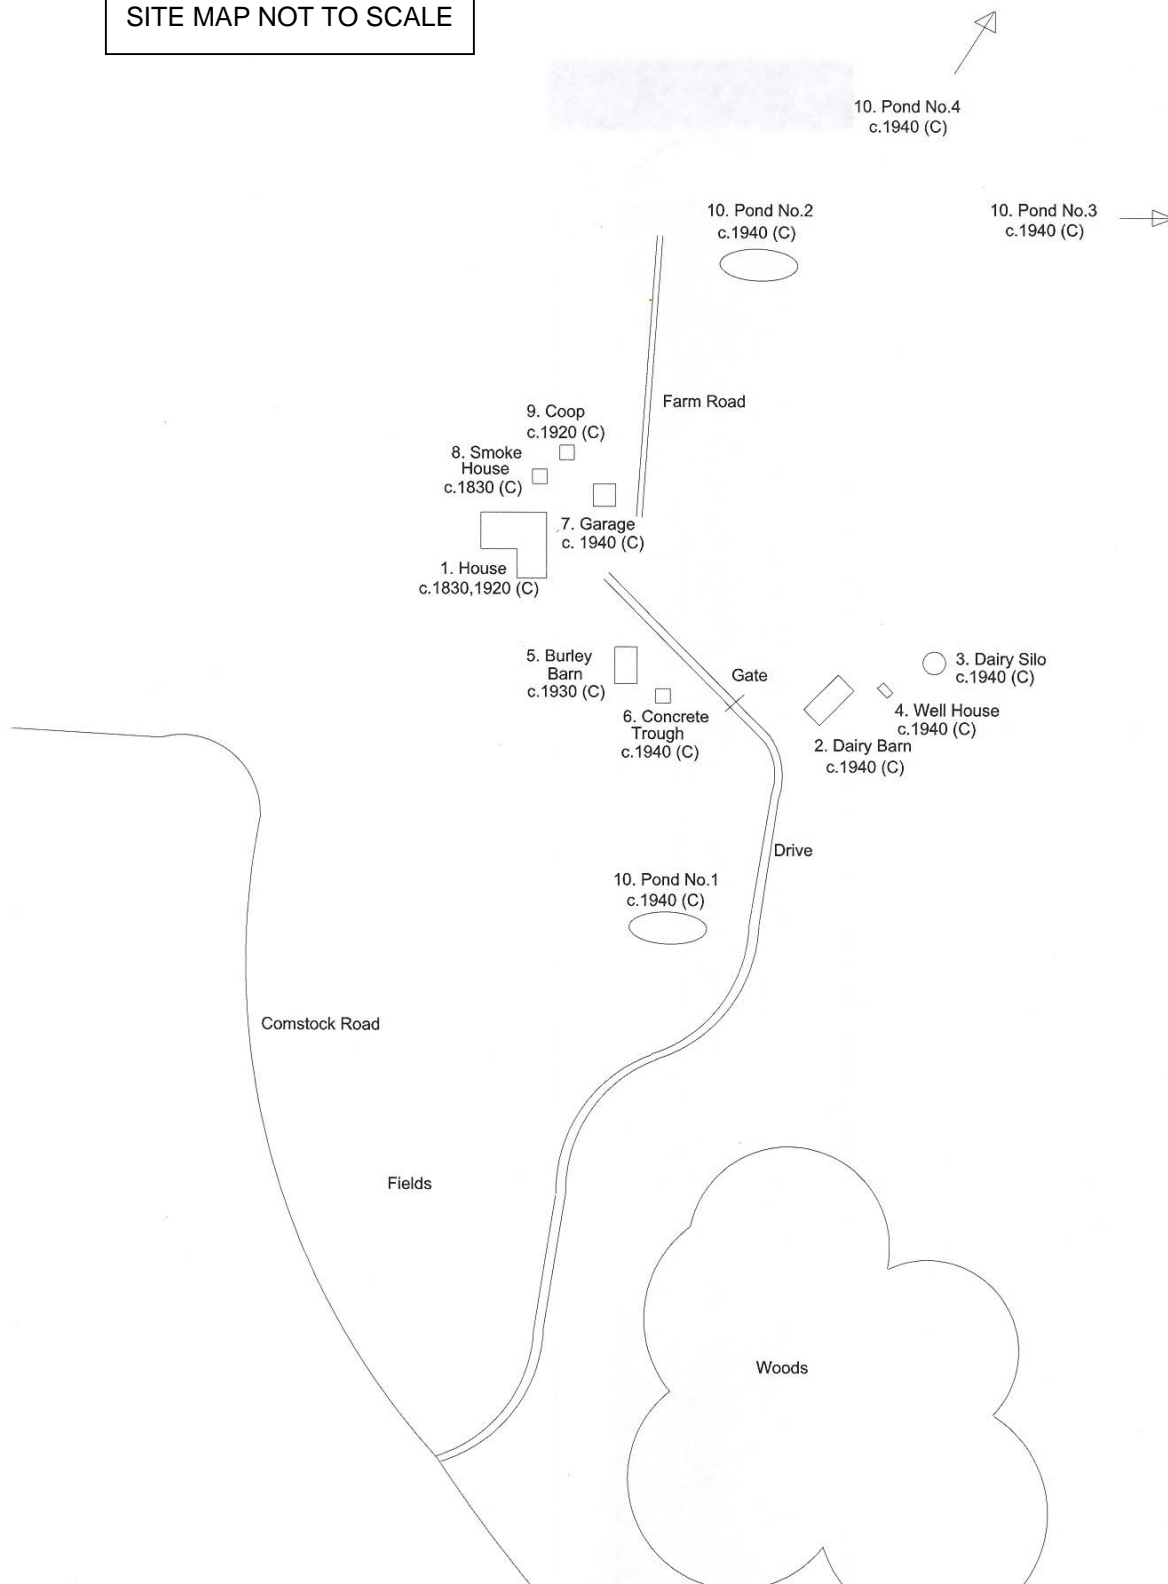 SITE MAP NOT TO SCALE
10. Pond No.4
c.1940 (C)
10. Pond No.2
c.1940 (C)
10. Pond No.3
c.1940 (C)
Farm Road
9. Coop
c.1920 (C)
8. Smoke
House
c.1830 (C)
7. Garage
c. 1940 (C)
1. House
c.1830,1920 (C)
5. Burley
Barn
c.1930 (C)
Gate
3. Dairy Silo
c.1940 (C)
6. Concrete
Trough
c.1940 (C)
4. Well House
c.1940 (C)
2. Dairy Barn
c.1940 (C)
Drive
10. Pond No.1
c.1940 (C)
Comstock Road
Fields
Woods